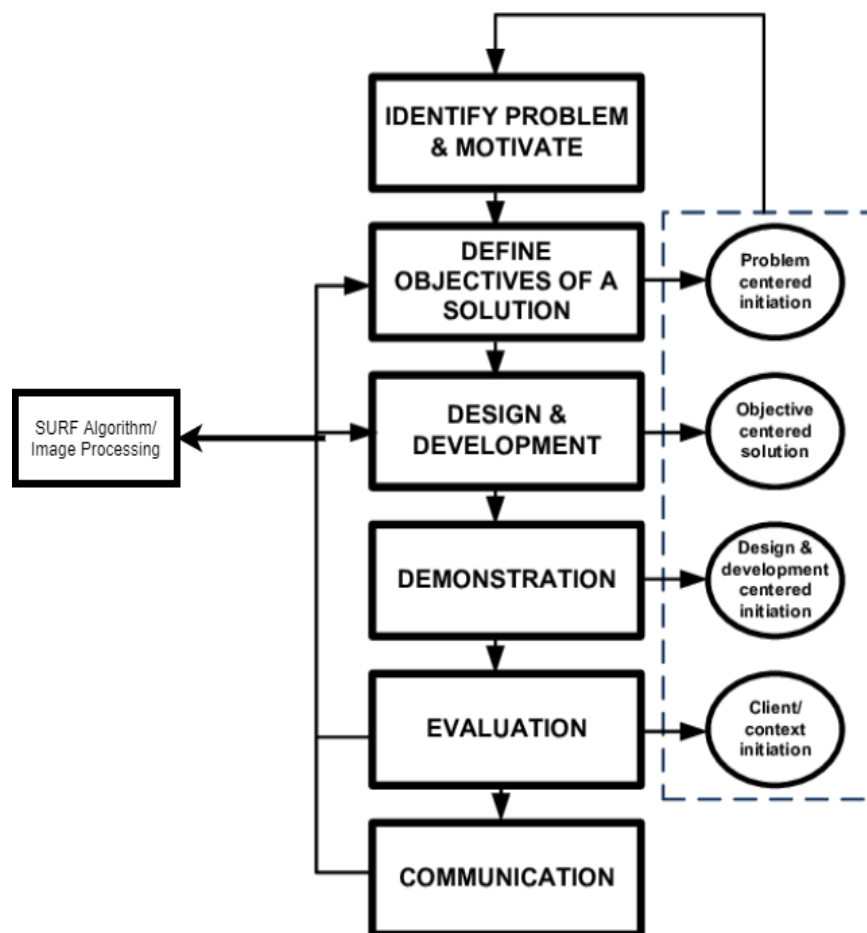 IDENTIFY PROBLEM
& MOTIVATE
DEFINE
OBJECTIVES OF A
SOLUTION
Problem
centered
initiation
SURF Algorithm/
Image Processing
DESIGN &
DEVELOPMENT
Objective
centered
solution
DEMONSTRATION
Design &
development
centered
initiation
EVALUATION
Client/
context
initiation
COMMUNICATION